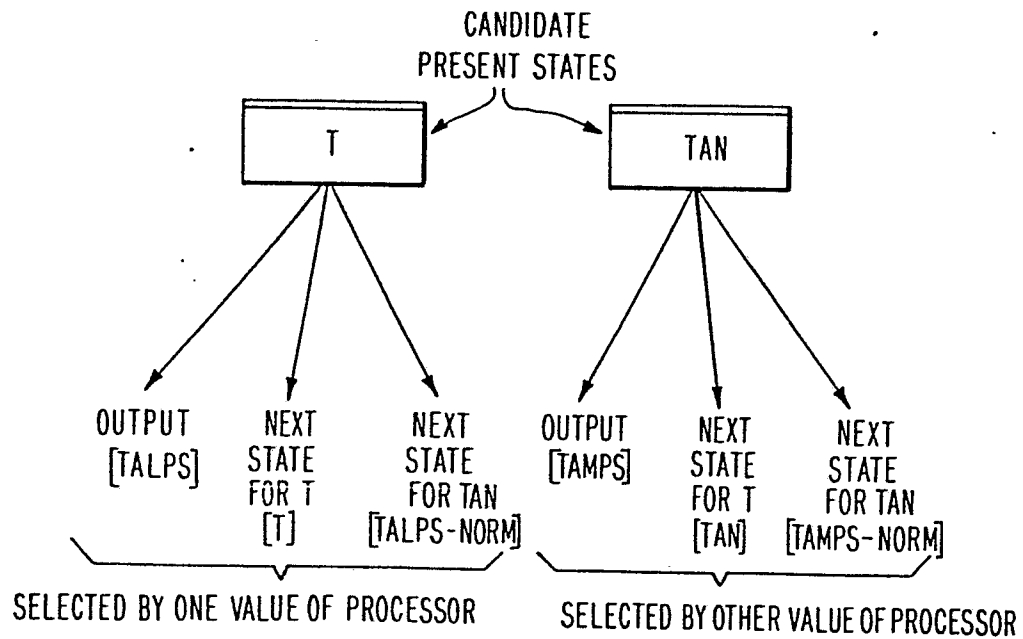 CANDIDATE
PRESENT STATES
T
TAN
OUTPUT
[TALPS]
NEXT
STATE
FOR T
[T]
NEXT
STATE
FOR TAN
[TALPS-NORM]
OUTPUT
[TAMPS]
NEXT
STATE
FOR T
[TAN]
NEXT
STATE
FOR TAN
[TAMPS-NORM]
SELECTED BY ONE VALUE OF PROCESSOR
SELECTED BY OTHER VALUE OF PROCESSOR